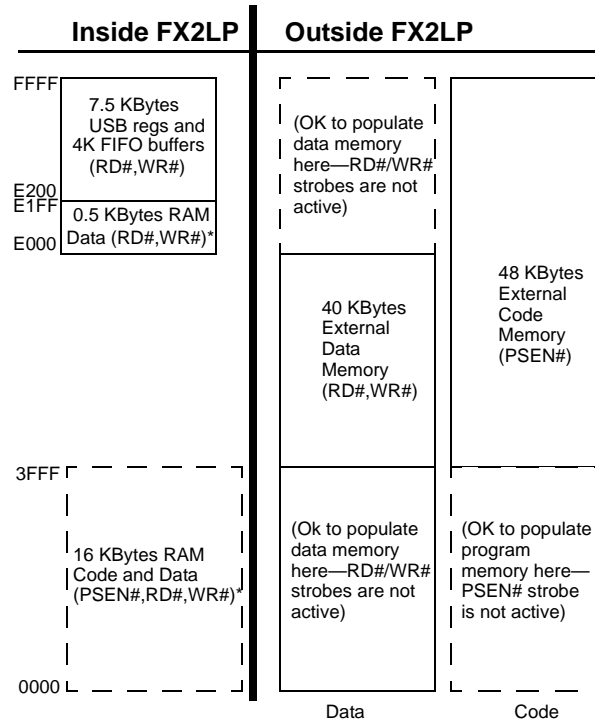 Inside FX2LP
Outside FX2LP
FFFF
7.5 KBytes
USB regs and
4K FIFO buffers
(RD#,WR#)
E200
E1FF
0.5 KBytes RAM
Data (RD#,WR#)*
E000
(OK to populate
data memory
here—RD#/WR#
strobes are not
active)
40 KBytes
External
Data
Memory
(RD#,WR#)
48 KBytes
External
Code
Memory
(PSEN#)
3FFF
16 KBytes RAM
Code and Data
(PSEN#,RD#,WR#)*
0000
(Ok to populate
data memory
here—RD#/WR#
strobes are not
active)
(OK to populate
program
memory here—
PSEN# strobe
is not active)
Data
Code